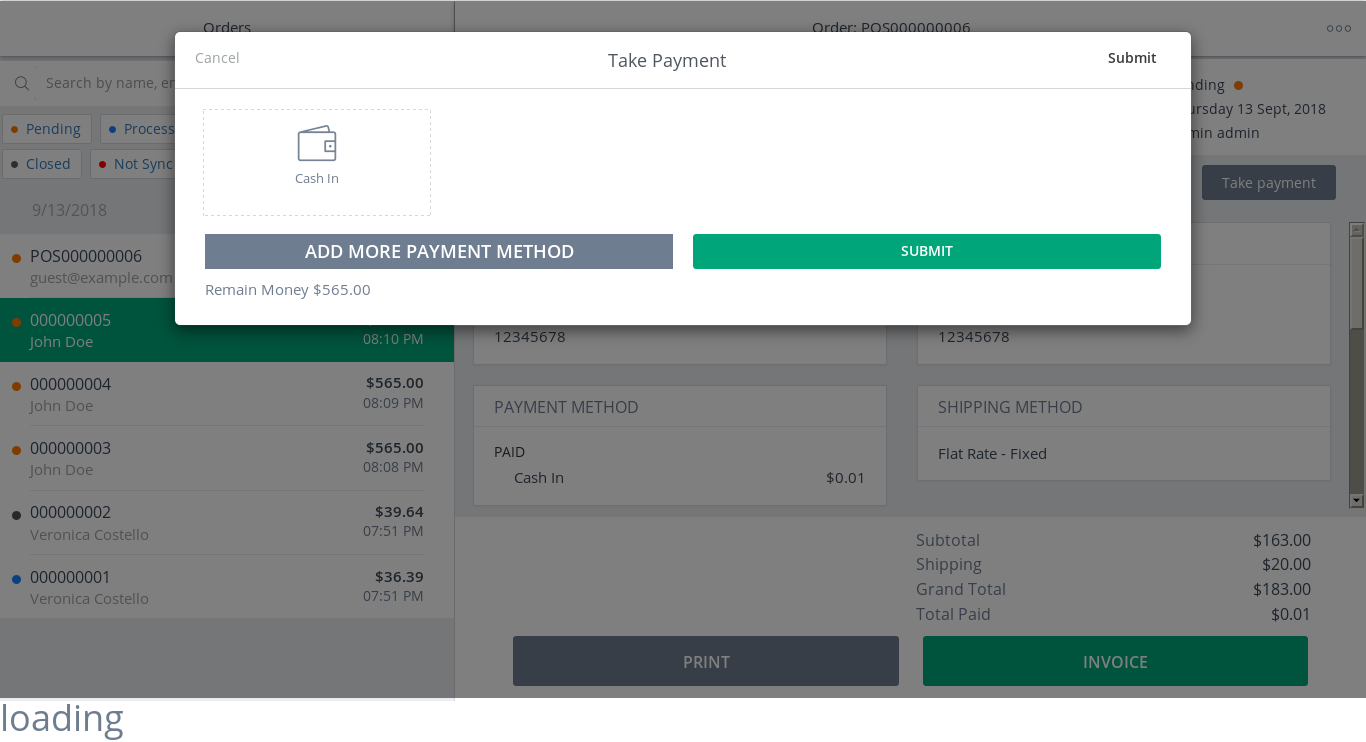 Orders
Order: POS000000006
Cancel
Take Payment
Submit
Search by name, em
nding
ursday 13 Sept, 2018
min admin
Pending
Process
Closed
Not Sync
Cash In
Take payment
9/13/2018
ADD MORE PAYMENT METHOD
SUBMIT
Remain Money $565.00
POS000000006
guest@example.com
000000005
John Doe
08:10 PM
000000004
$565.00
John Doe
08:09 PM
000000003
$565.00
John Doe
08:08 PM
000000002
$39.64
Veronica Costello
07:51 PM
000000001
$36.39
Veronica Costello
07:51 PM
12345678
12345678
PAYMENT METHOD
PAID
Cash In
$0.01
SHIPPING METHOD
Flat Rate - Fixed
Subtotal
$163.00
Shipping
$20.00
Grand Total
$183.00
Total Paid
$0.01
PRINT
INVOICE
loading